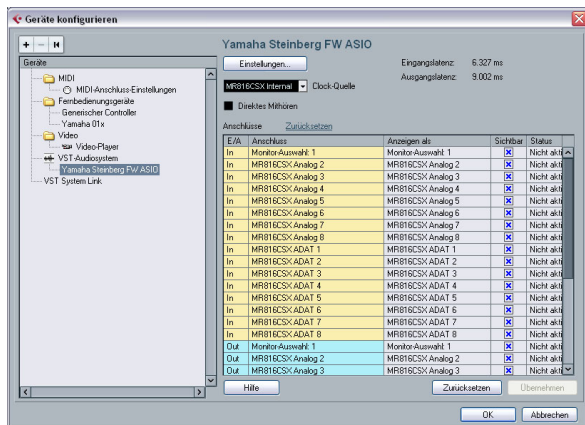 Geräte konfigurieren
Geräte
MIDI
MIDI-Anschluss-Einstellungen
Fernbedienungsgeräte
Generischer Controller
Yamaha 01x
Video
Video-Player
VST-Audiosystem
Yamaha Steinberg FW ASIO
VST System Link
Yamaha Steinberg FW ASIO
Einstellungen...
Eingangslatenz: 6.327 ms
Ausgangslatenz: 9.002 ms
MR816CSX Internal Clock-Quelle
Direktes Mithören
Anschlüsse Zurücksetzen
E/A Anschluss Anzeigen als Sichtbar Status
In Monitor-Auswahl: 1 Monitor-Auswahl: 1 Nicht akti
In MR816CSX Analog 2 MR816CSX Analog 2 Nicht akti
In MR816CSX Analog 3 MR816CSX Analog 3 Nicht akti
In MR816CSX Analog 4 MR816CSX Analog 4 Nicht akti
In MR816CSX Analog 5 MR816CSX Analog 5 Nicht akti
In MR816CSX Analog 6 MR816CSX Analog 6 Nicht akti
In MR816CSX Analog 7 MR816CSX Analog 7 Nicht akti
In MR816CSX Analog 8 MR816CSX Analog 8 Nicht akti
In MR816CSX ADAT 1 MR816CSX ADAT 1 Nicht akti
In MR816CSX ADAT 2 MR816CSX ADAT 2 Nicht akti
In MR816CSX ADAT 3 MR816CSX ADAT 3 Nicht akti
In MR816CSX ADAT 4 MR816CSX ADAT 4 Nicht akti
In MR816CSX ADAT 5 MR816CSX ADAT 5 Nicht akti
In MR816CSX ADAT 6 MR816CSX ADAT 6 Nicht akti
In MR816CSX ADAT 7 MR816CSX ADAT 7 Nicht akti
In MR816CSX ADAT 8 MR816CSX ADAT 8 Nicht akti
Out Monitor-Auswahl: 1 Monitor-Auswahl: 1 Nicht akti
Out MR816CSX Analog 2 MR816CSX Analog 2 Nicht akti
Out MR816CSX Analog 3 MR816CSX Analog 3 Nicht akti
Hilfe Zurücksetzen Übernehmen
OK Abbrechen